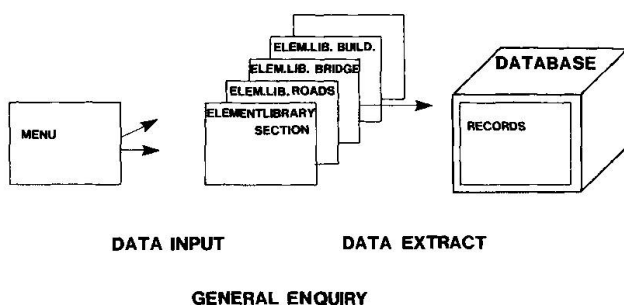 ELEM.LIB. BUILD.
ELEM.LIB. BRIDGE
ELEM.LIB. ROADS
ELEMENTLIBRARY
SECTION
MENU
DATABASE
RECORDS
DATA INPUT
DATA EXTRACT
GENERAL ENQUIRY